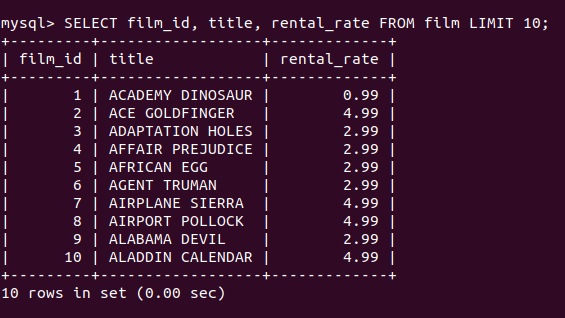 mysql> SELECT film_id, title, rental_rate FROM film LIMIT 10;
+---------+------------------+-------------+
| film_id | title            | rental_rate |
+---------+------------------+-------------+
|       1 | ACADEMY DINOSAUR |        0.99 |
|       2 | ACE GOLDFINGER   |        4.99 |
|       3 | ADAPTATION HOLES |        2.99 |
|       4 | AFFAIR PREJUDICE |        2.99 |
|       5 | AFRICAN EGG      |        2.99 |
|       6 | AGENT TRUMAN     |        2.99 |
|       7 | AIRPLANE SIERRA  |        4.99 |
|       8 | AIRPORT POLLOCK  |        4.99 |
|       9 | ALABAMA DEVIL    |        2.99 |
|      10 | ALADDIN CALENDAR |        4.99 |
+---------+------------------+-------------+
10 rows in set (0.00 sec)